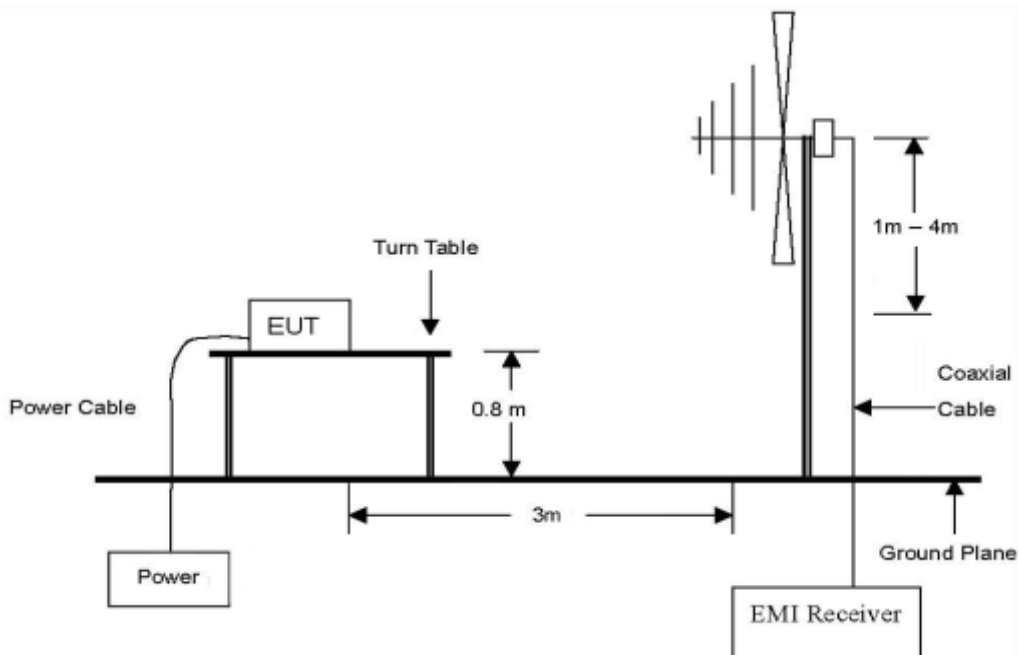 1m – 4m
Turn Table
EUT
Coaxial
Cable
Power Cable
0.8 m
3m
Ground Plane
Power
EMI Receiver